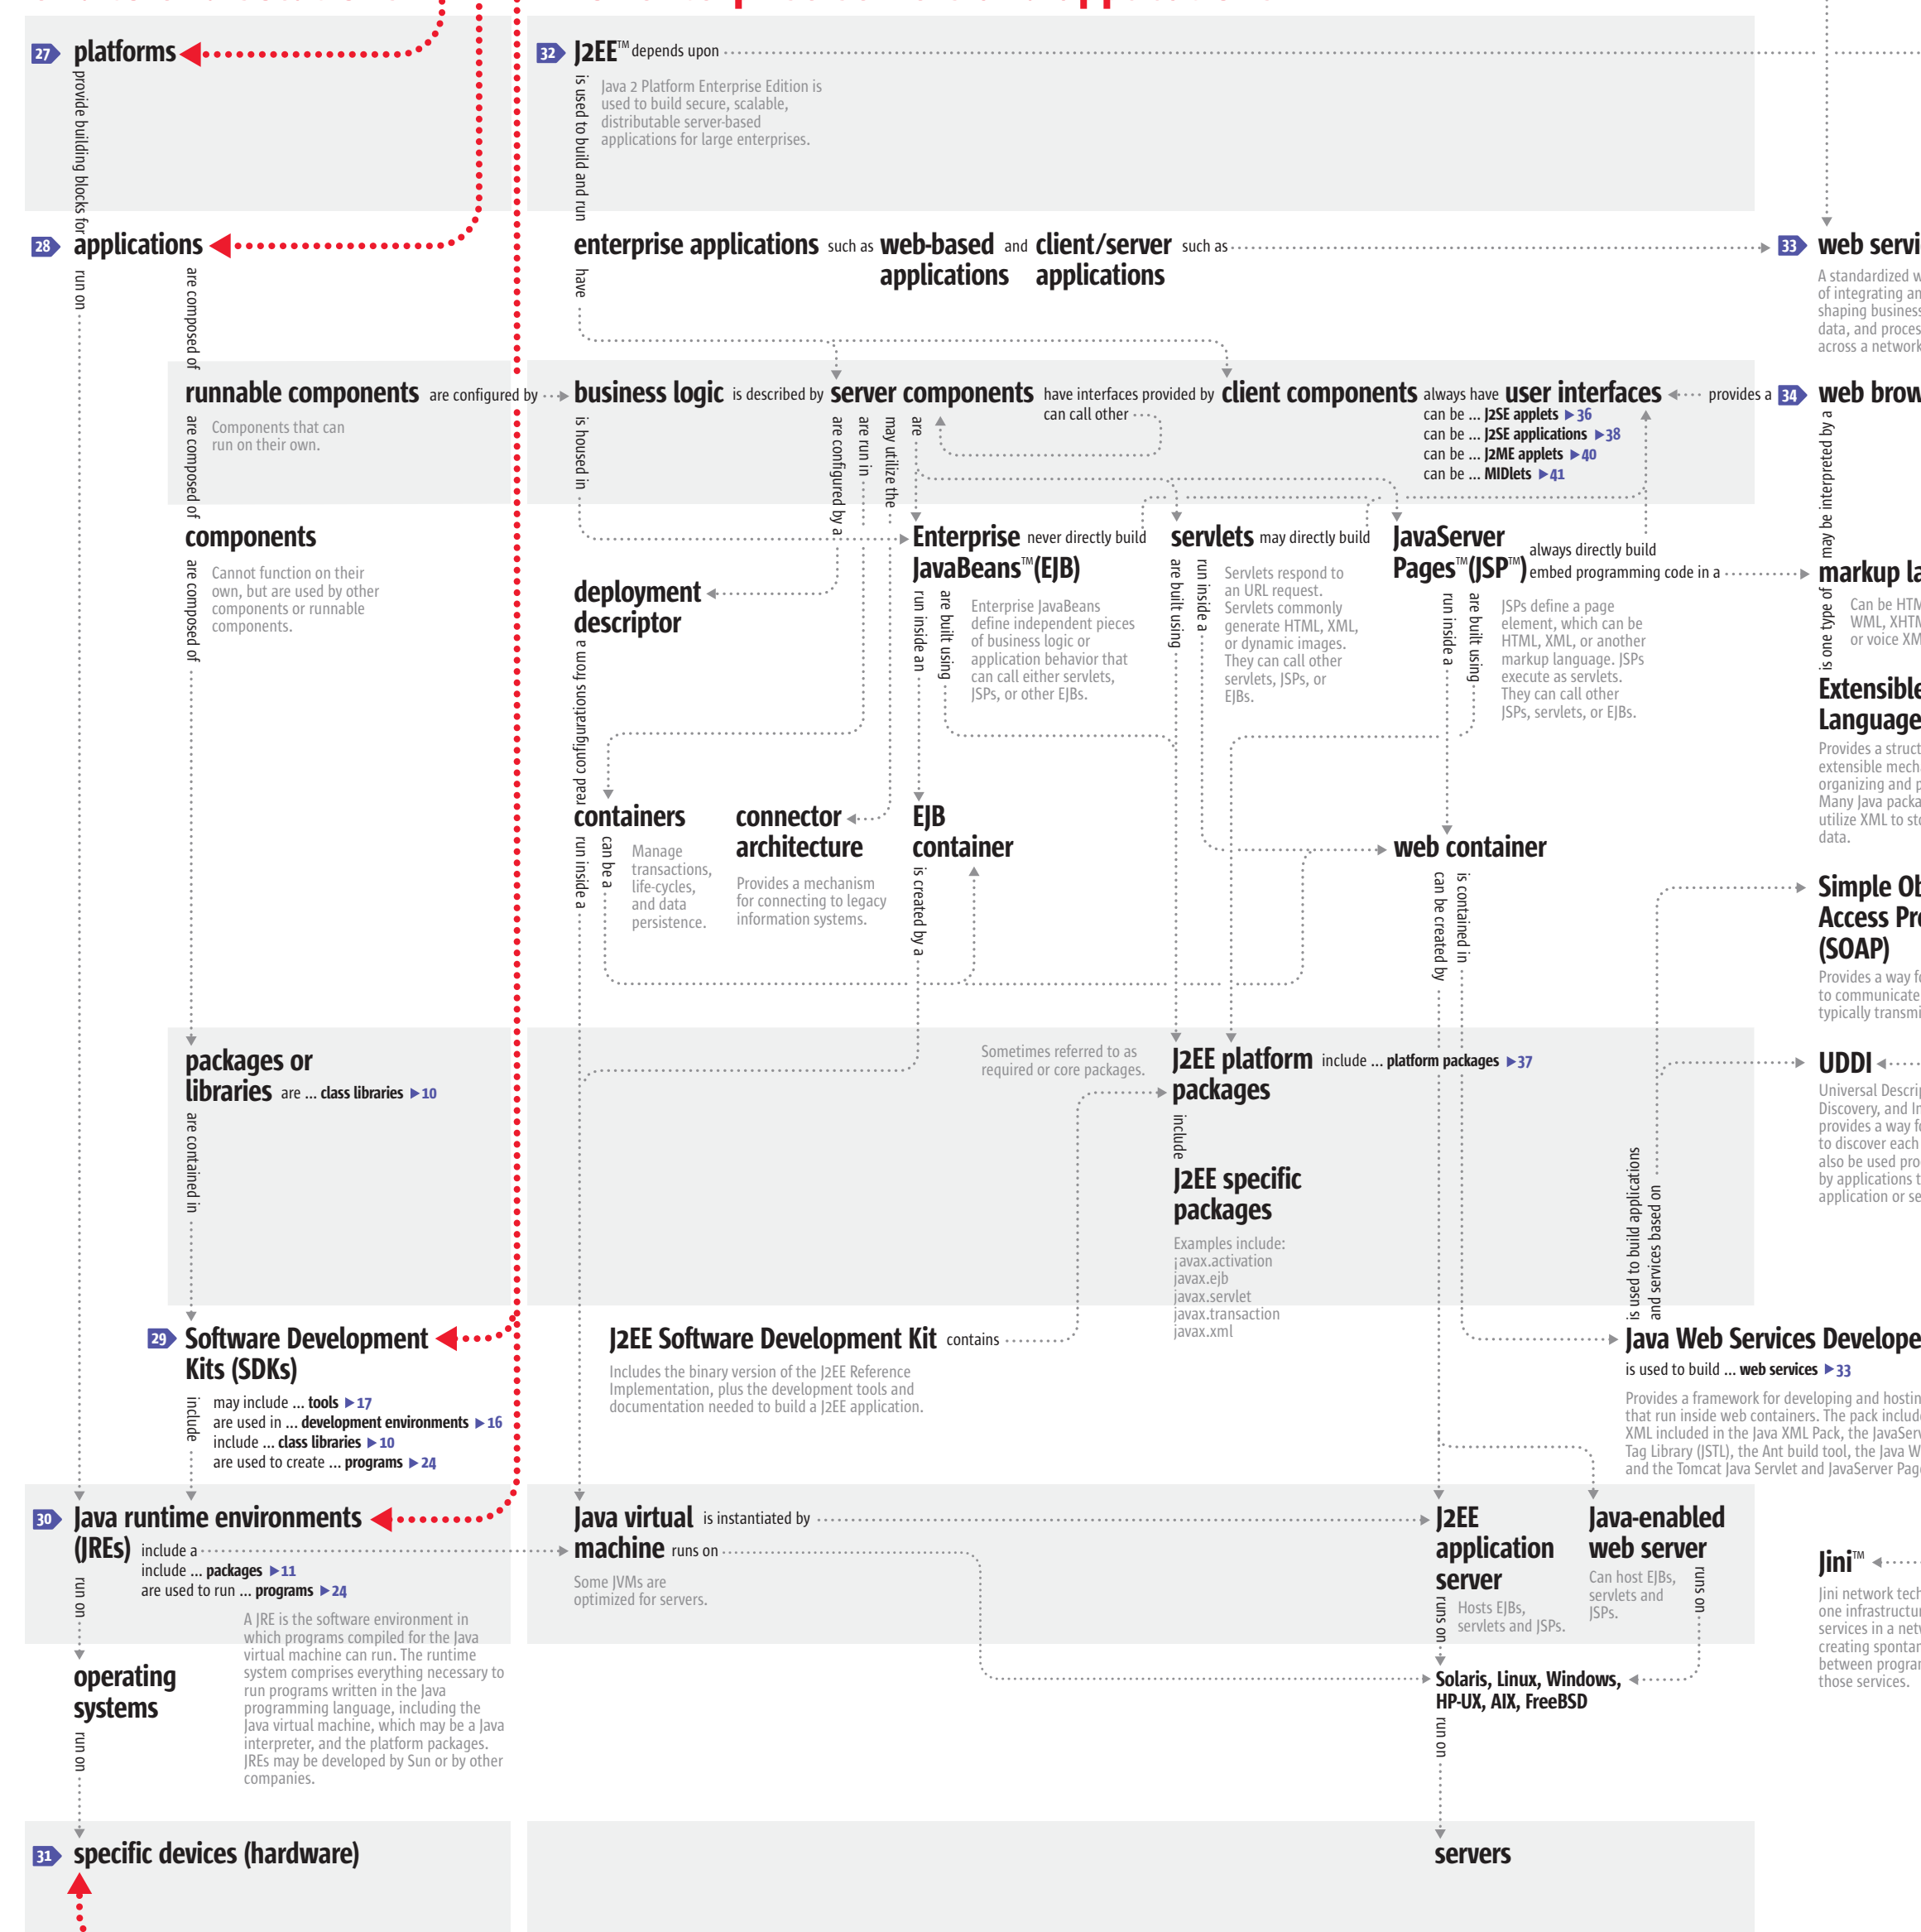 27 platforms
provide building blocks for
32 J2EE™ depends upon
is used to build and run
Java 2 Platform Enterprise Edition is
used to build secure, scalable,
distributable server-based
applications for large enterprises.
28 applications
run on
are composed of
enterprise applications such as web-based applications and client/server applications such as
have
33
A standardized
of integrating
shaping business
data, and
across a network
runnable components are configured by
Components that can
run on their own.
are composed of
business logic is described by server components have interfaces provided by client components always have user interfaces
provides a 34
can call other
can be ... J2SE applets ▶36
can be ... J2SE applications ▶38
can be ... J2ME applets ▶40
can be ... MIDlets ▶41
is housed in
are configured by a
are run in
may utilize the
are
may be interpreted by a
components
Cannot function on their
own, but are used by other
components or runnable
components.
are composed of
deployment
descriptor
read configurations from a
Enterprise
JavaBeans™(EJB)
never directly build
run inside an
are built using
Enterprise JavaBeans
define independent pieces
of business logic or
application behavior that
can call either servlets,
JSPs, or other EJBs.
servlets may directly build
are built using
run inside a
Servlets respond to
an URL request.
Servlets commonly
generate HTML, XML,
or dynamic images.
They can call other
servlets, JSPs, or
EJBs.
JavaServer
Pages™(JSP™)
always directly build
embed programming code in a
run inside a
are built using
JSPs define a page
element, which can be
HTML, XML, or another
markup language. JSPs
execute as servlets.
They can call other
JSPs, servlets, or EJBs.
markup
Can be
WML,
or voice
is one type of
Extensible
Language
Provides a
extensible
organizing and
Many Java
utilize XML to
data.
containers
run inside a
can be a
Manage
transactions,
life-cycles,
and data
persistence.
connector
architecture
Provides a mechanism
for connecting to legacy
information systems.
EJB
container
is created by a
web container
can be created by
is contained in
Simple
Access
(SOAP)
Provides a way
to communicate
typically
packages or
libraries are ... class libraries ▶10
are contained in
Sometimes referred to as
required or core packages.
J2EE platform
packages
include ... platform packages ▶37
include
J2EE specific
packages
Examples include:
javax.activation
javax.ejb
javax.servlet
javax.transaction
javax.xml
UDDI
Universal
Discovery, and
provides a way
to discover each
also be used
by applications
application or
is used to build applications
and services based on
29 Software Development
Kits (SDKs)
include
may include ... tools ▶17
are used in ... development environments ▶16
include ... class libraries ▶10
are used to create ... programs ▶24
J2EE Software Development Kit contains
Includes the binary version of the J2EE Reference
Implementation, plus the development tools and
documentation needed to build a J2EE application.
Java Web Services
is used to build ... web services ▶33
Provides a framework for developing and hosting
that run inside web containers. The pack
XML included in the Java XML Pack, the
Tag Library (JSTL), the Ant build tool, the Java
and the Tomcat Java Servlet and JavaServer
30 Java runtime environments
(JREs)
include a
include ... packages ▶11
are used to run ... programs ▶24
run on
A JRE is the software environment in
which programs compiled for the Java
virtual machine can run. The runtime
system comprises everything necessary to
run programs written in the Java
programming language, including the
Java virtual machine, which may be a Java
interpreter, and the platform packages.
JREs may be developed by Sun or by other
companies.
Java virtual
machine
is instantiated by
runs on
Some JVMs are
optimized for servers.
J2EE
application
server
runs on
Hosts EJBs,
servlets and JSPs.
Java-enabled
web server
Can host EJBs,
servlets and
JSPs.
runs on
Jini™
Jini network
one
services in a
creating
between
those services.
operating
systems
run on
Solaris, Linux, Windows,
HP-UX, AIX, FreeBSD
run on
31 specific devices (hardware)
servers